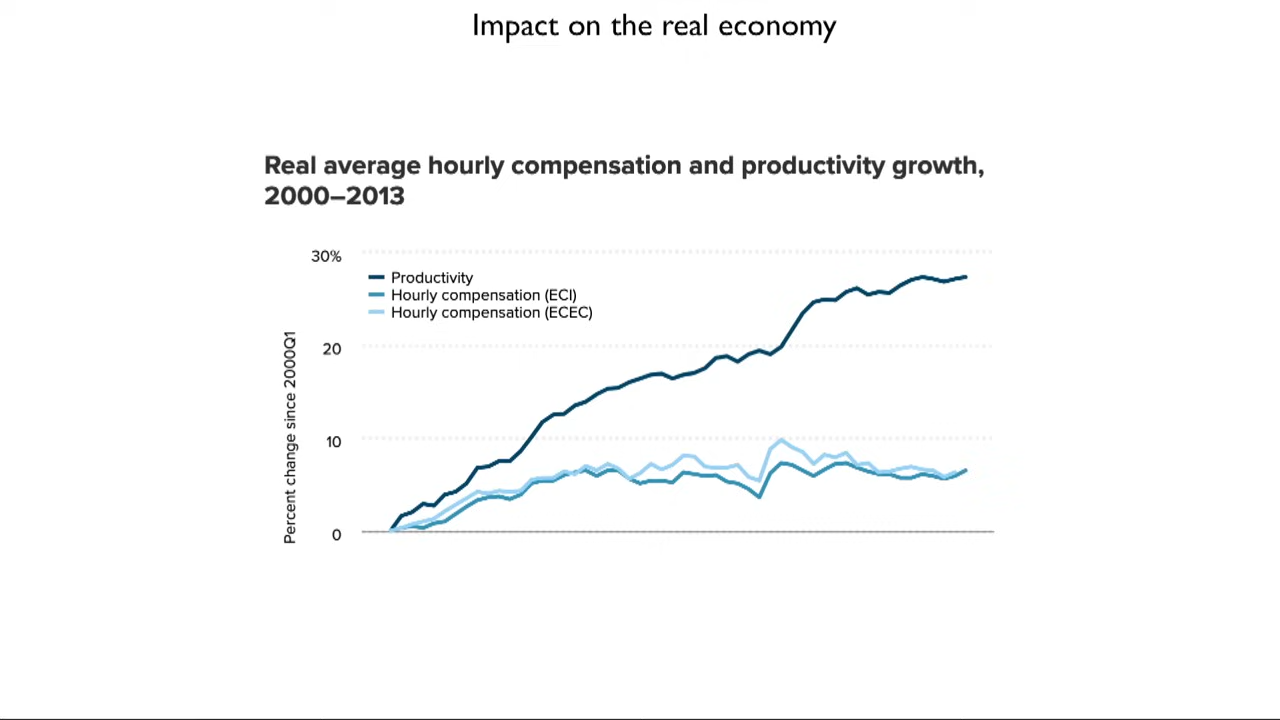 Impact on the real economy
Real average hourly compensation and productivity growth,
2000–2013
30%
Productivity
Hourly compensation (ECI)
Hourly compensation (ECEC)
20
10
0
Percent change since 2000Q1